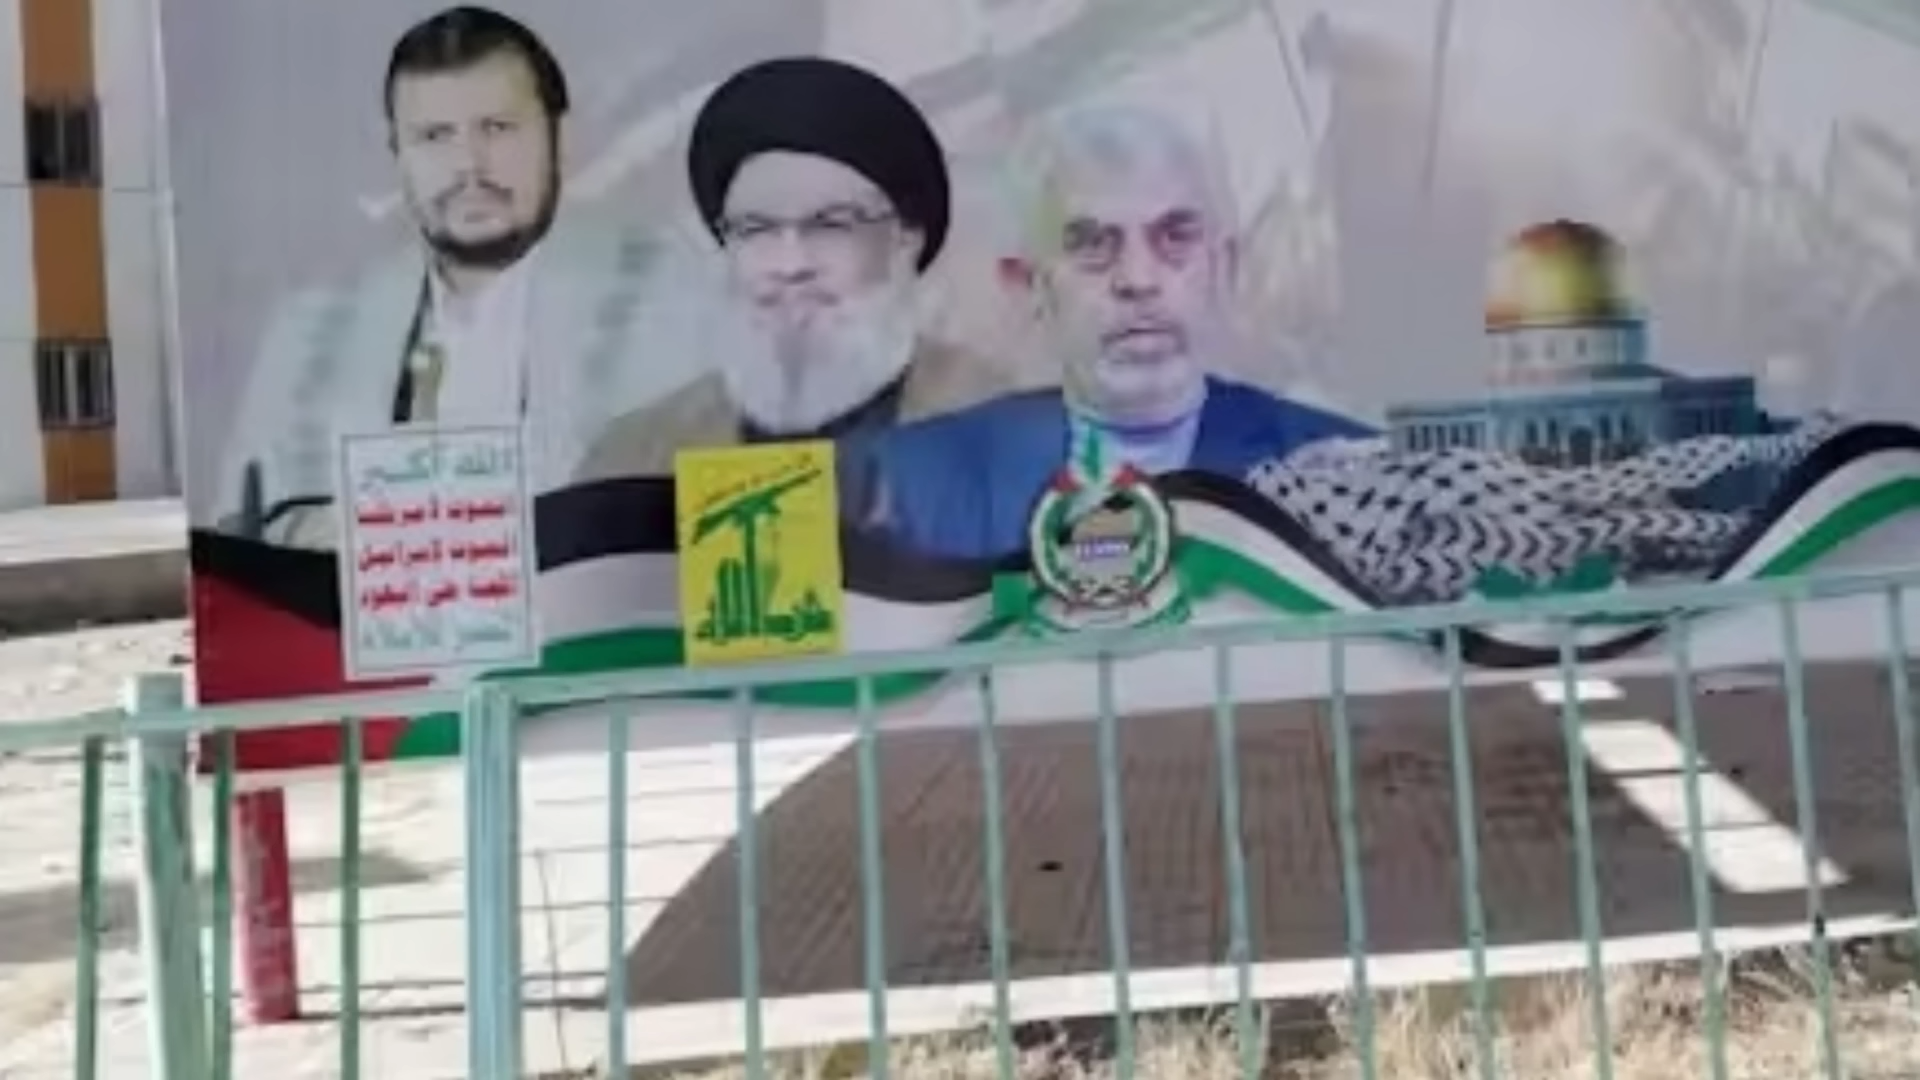 الله أكبر
الموت لأمريكا
الموت لإسرائيل
اللعنة على اليهود
النصر للإسلام
حزب الله